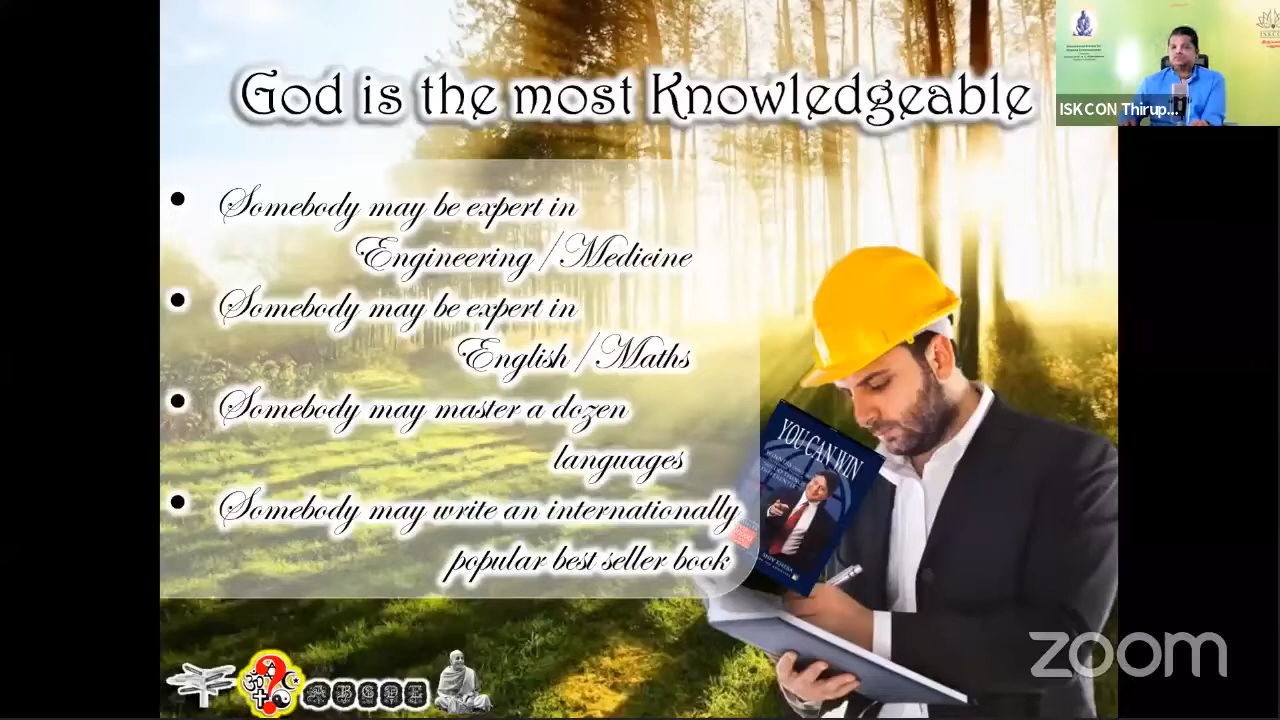 God is the most Knowledgeable
ISKCON Thirup...
• Somebody may be expert in
Engineering/Medicine
• Somebody may be expert in
English/Maths
• Somebody may master a dozen
languages
• Somebody may write an internationally
popular best seller book
YOU CAN WIN
SHIV KHERA
ABCDE
zoom